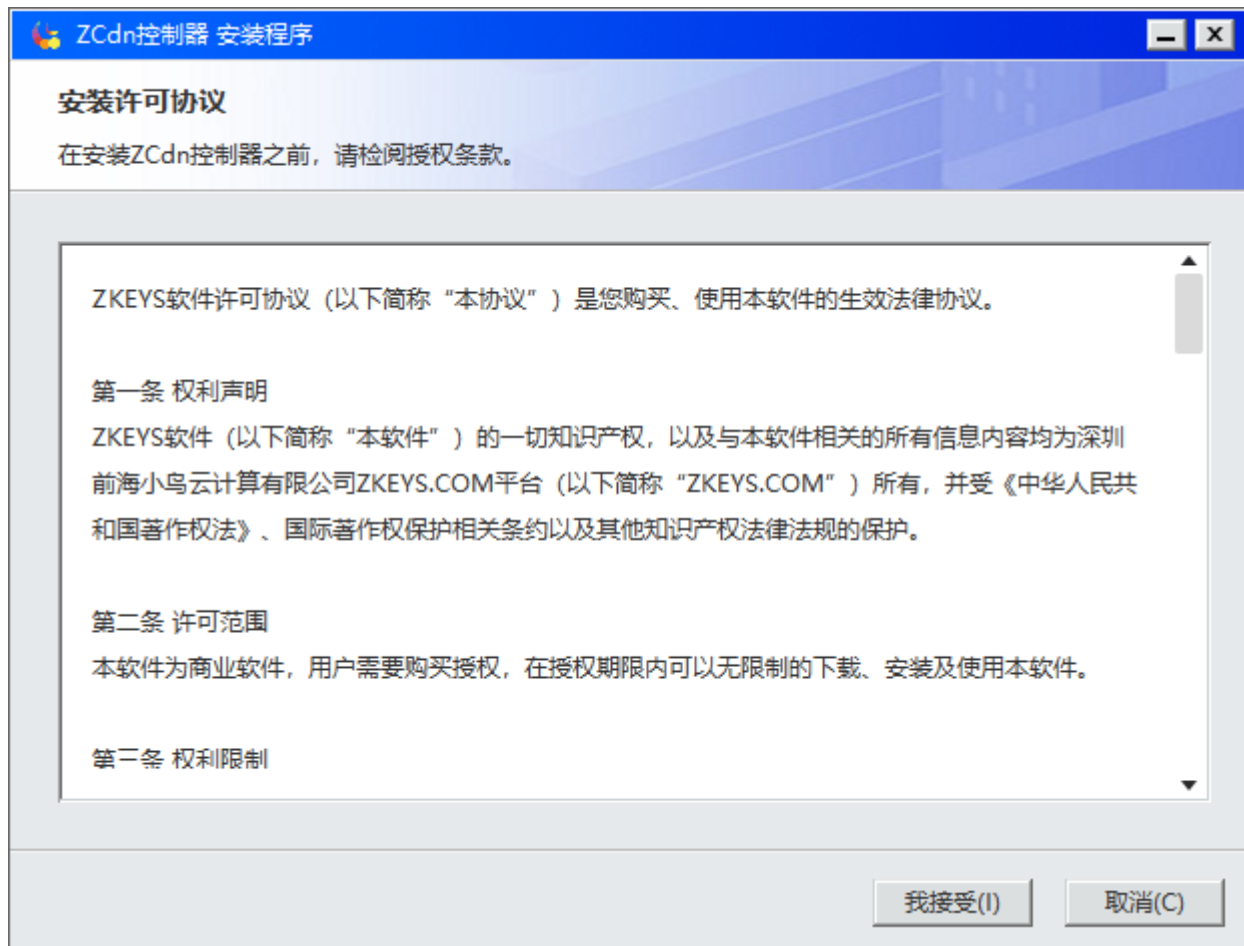 ZCdn控制器 安装程序
安装许可协议
在安装ZCdn控制器之前，请检阅授权条款。
ZKEYS软件许可协议（以下简称“本协议”）是您购买、使用本软件的生效法律协议。
第一条 权利声明
ZKEYS软件（以下简称“本软件”）的一切知识产权，以及与本软件相关的所有信息内容均为深圳
前海小鸟云计算有限公司ZKEYS.COM平台（以下简称“ZKEYS.COM”）所有，并受《中华人民共
和国著作权法》、国际著作权保护相关条约以及其他知识产权法律法规的保护。
第二条 许可范围
本软件为商业软件，用户需要购买授权，在授权期限内可以无限制的下载、安装及使用本软件。
第三条 权利限制
我接受(I)
取消(C)